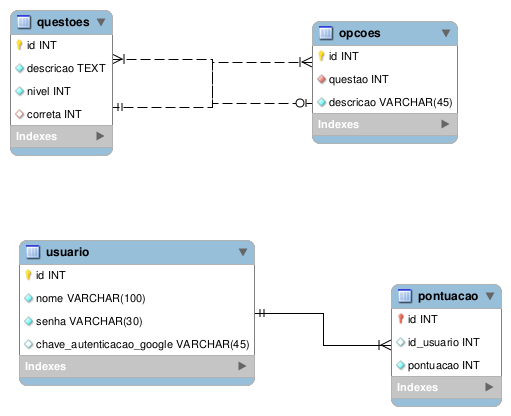 questoes
id INT
descricao TEXT
nivel INT
correta INT
Indexes
opcoes
id INT
questao INT
descricao VARCHAR(45)
Indexes
usuario
id INT
nome VARCHAR(100)
senha VARCHAR(30)
chave_autenticacao_google VARCHAR(45)
Indexes
pontuacao
id INT
id_usuario INT
pontuacao INT
Indexes